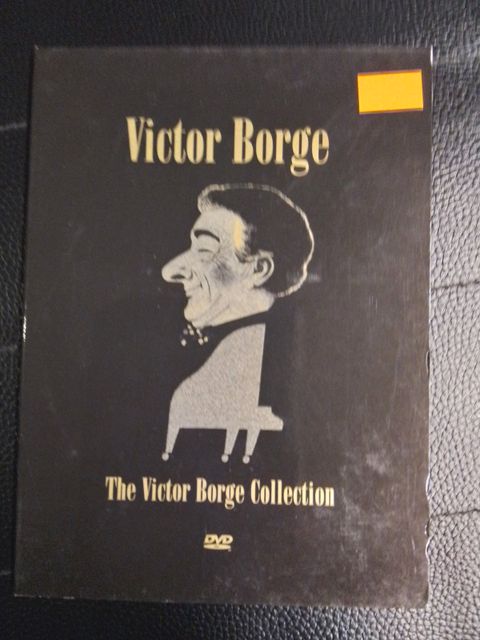 Victor Borge
The Victor Borge Collection
DVD